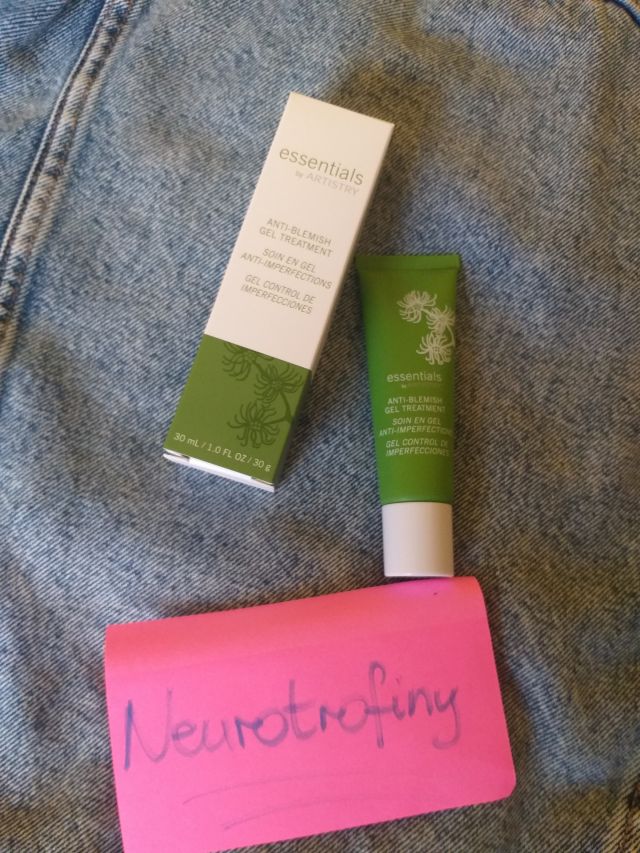 essentials
by ARTISTRY
ANTI-BLEMISH
GEL TREATMENT
SOIN EN GEL
ANTI-IMPERFECTIONS
GEL CONTROL DE
IMPERFECCIONES
30 mL / 1.0 FL OZ / 30 g
essentials
by
ANTI-BLEMISH
GEL TREATMENT
SOIN EN GEL
ANTI-IMPERFECTIONS
GEL CONTROL DE
IMPERFECCIONES
Neurotrofiny